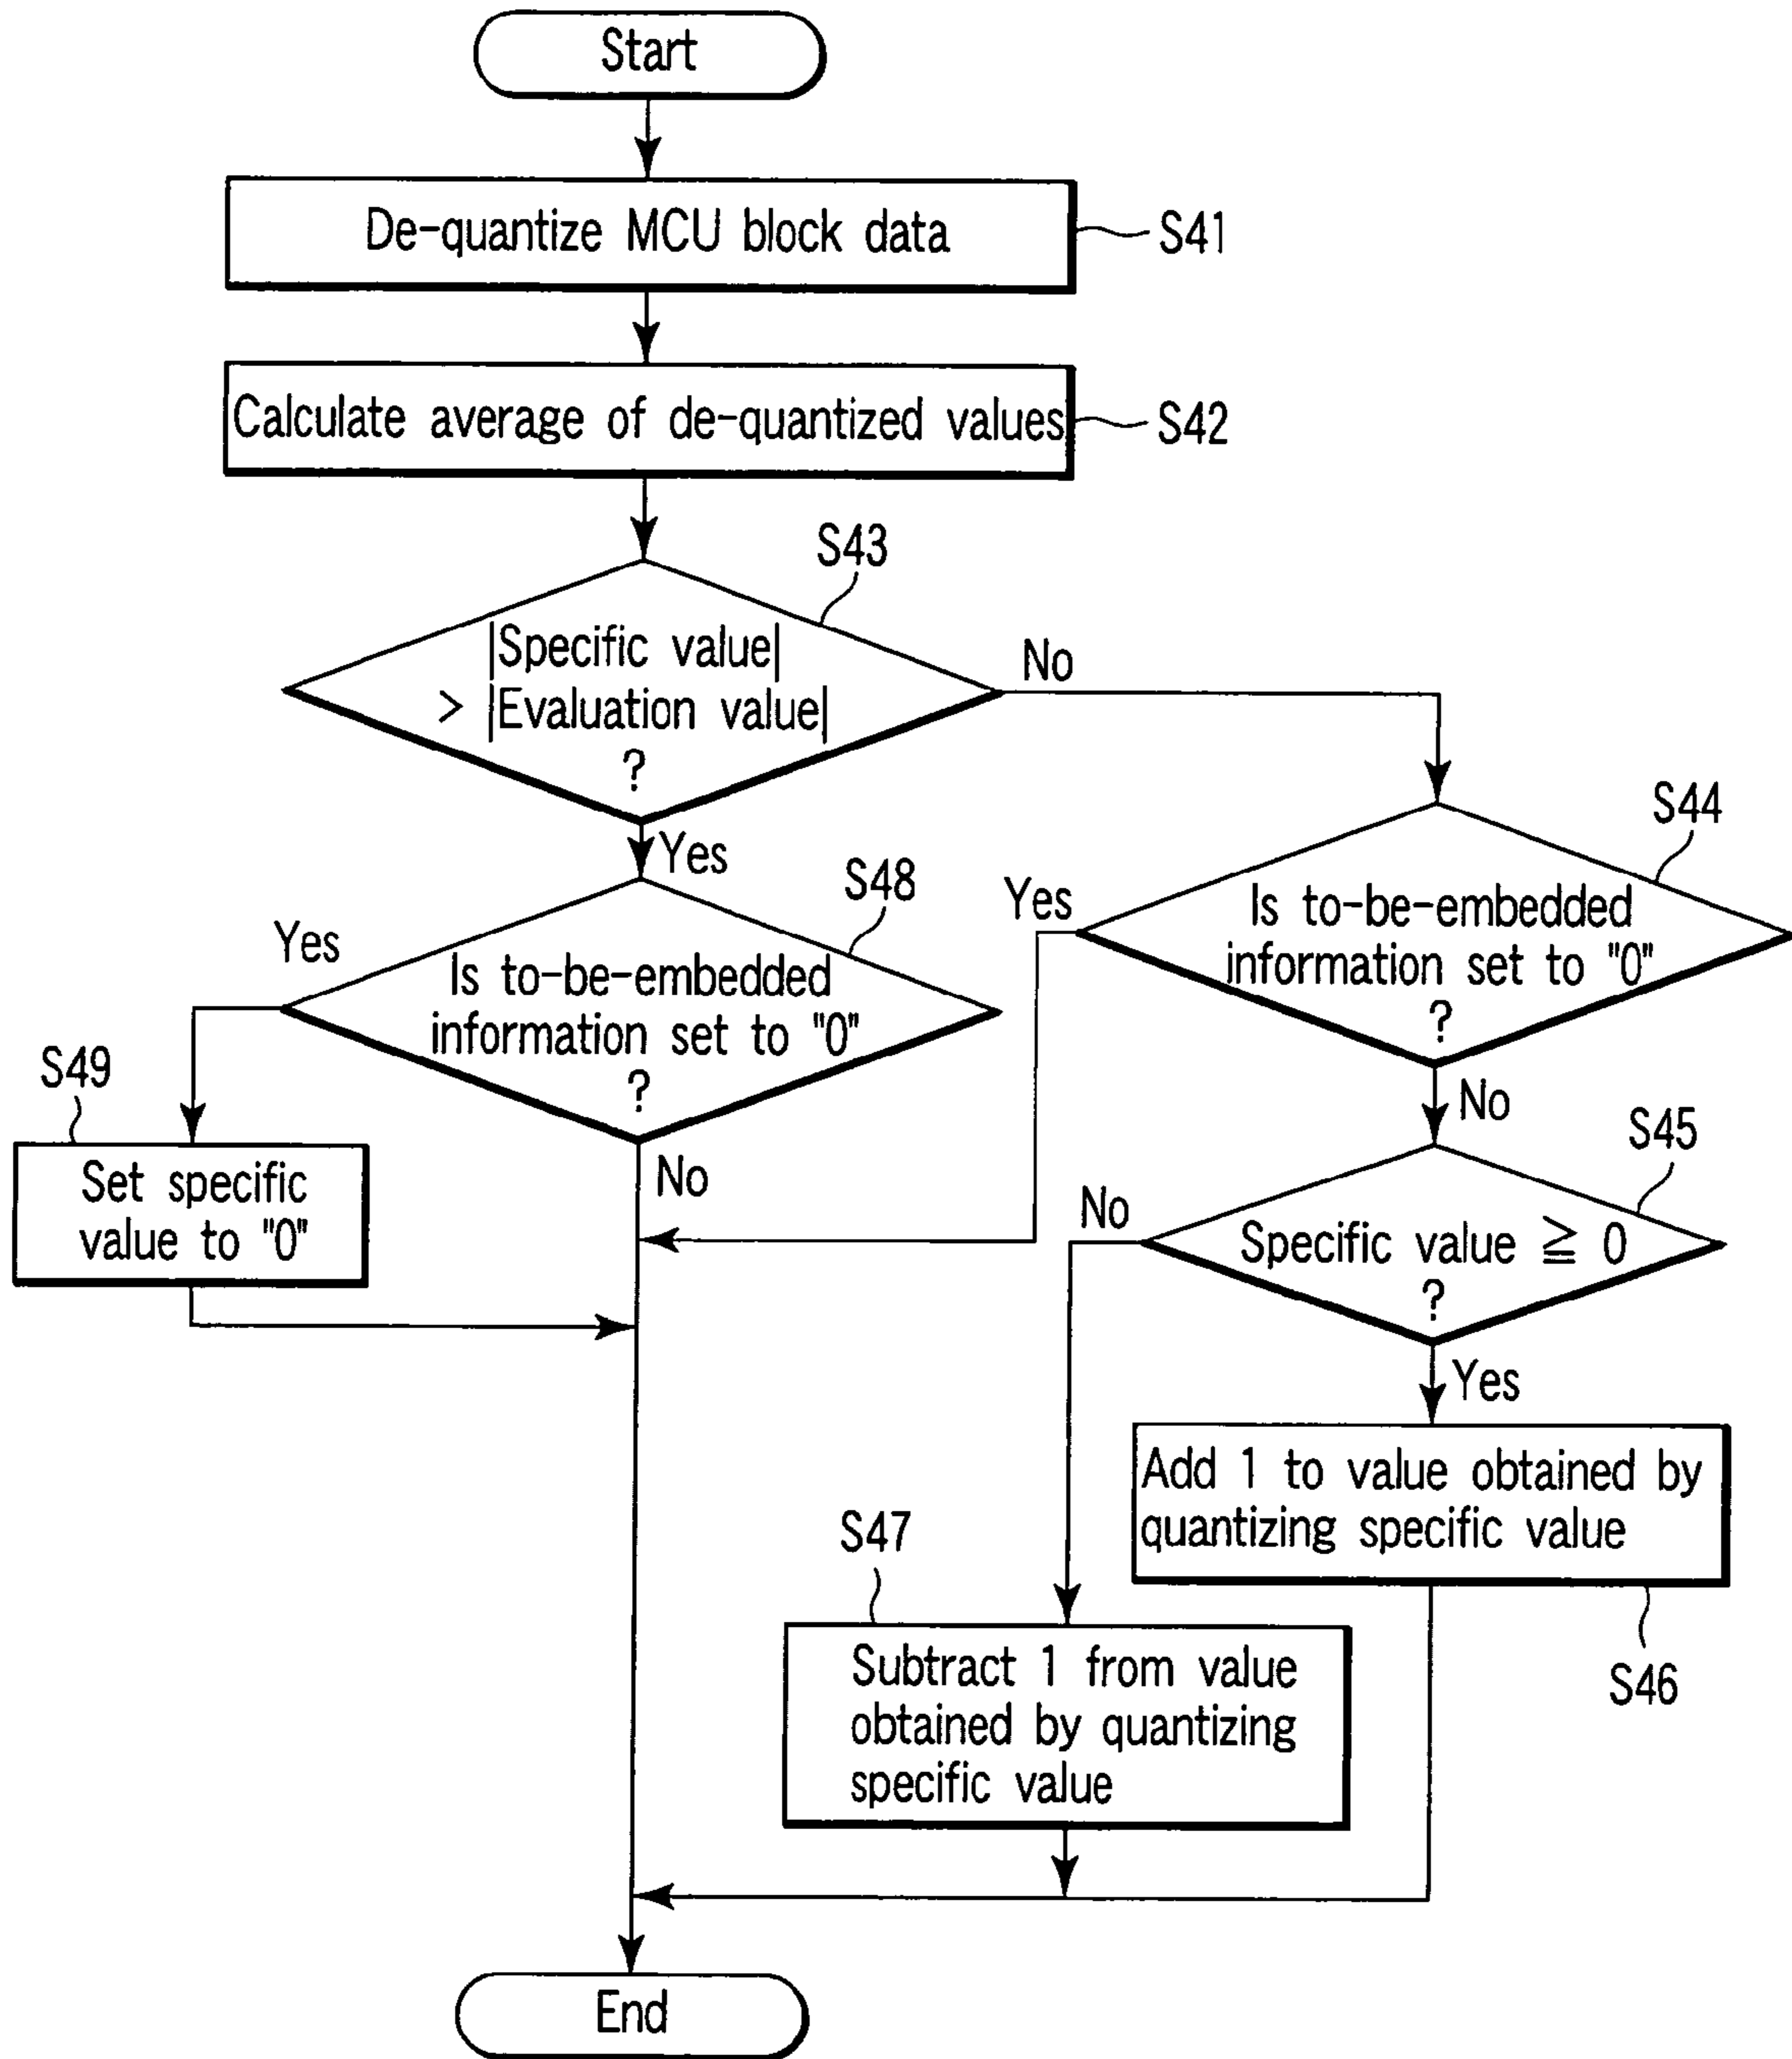 Start
De-quantize MCU block data
S41
Calculate average of de-quantized values
S42
S43
|Specific value|
> |Evaluation value|
?
No
Yes
S44
Is to-be-embedded
information set to "0"
?
Yes
No
S48
Is to-be-embedded
information set to "0"
?
Yes
No
S49
Set specific
value to "0"
S45
Specific value ≧ 0
?
No
Yes
Add 1 to value obtained by
quantizing specific value
S46
S47
Subtract 1 from value
obtained by quantizing
specific value
End